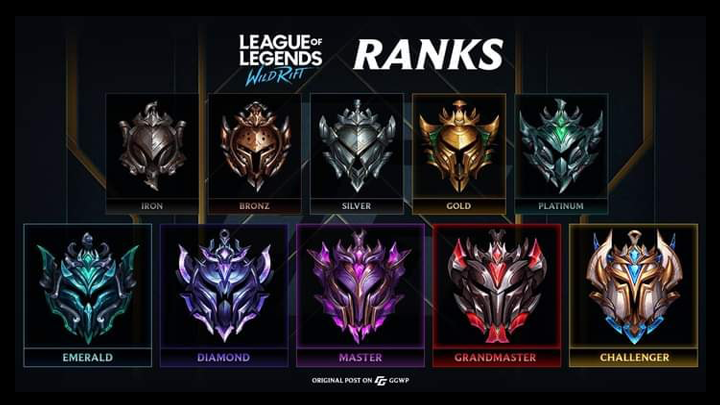 LEAGUE OF
LEGENDS
WILD RIFT
RANKS
IRON
BRONZ
SILVER
GOLD
PLATINUM
EMERALD
DIAMOND
MASTER
GRANDMASTER
CHALLENGER
ORIGINAL POST ON GGWP